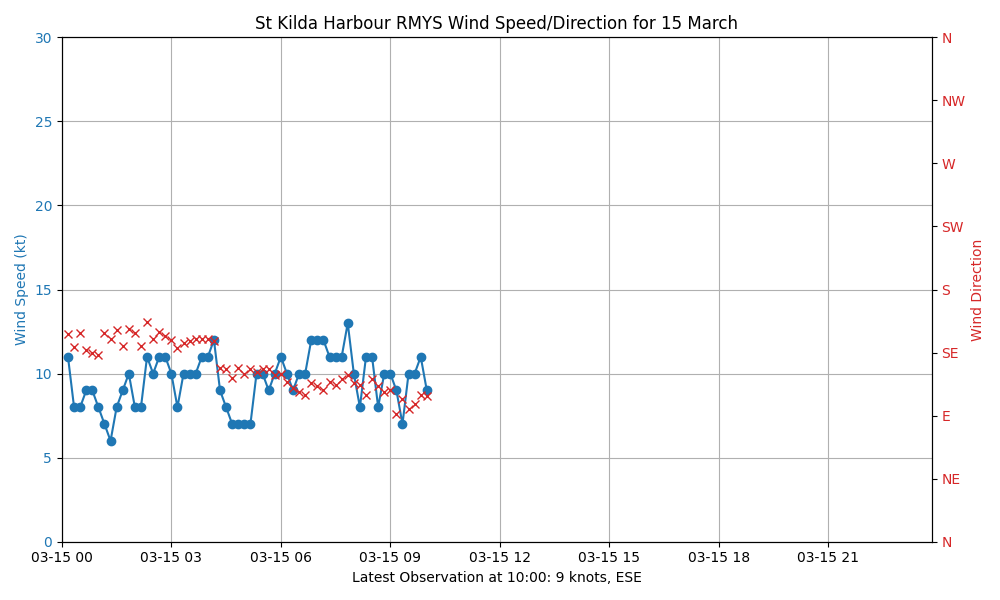 St Kilda Harbour RMYS Wind Speed/Direction for 15 March
30
25
20
15
10
5
0
Wind Speed (kt)
N
NW
W
SW
S
SE
E
NE
N
Wind Direction
03-15 00 03-15 03 03-15 06 03-15 09 03-15 12 03-15 15 03-15 18 03-15 21
Latest Observation at 10:00: 9 knots, ESE